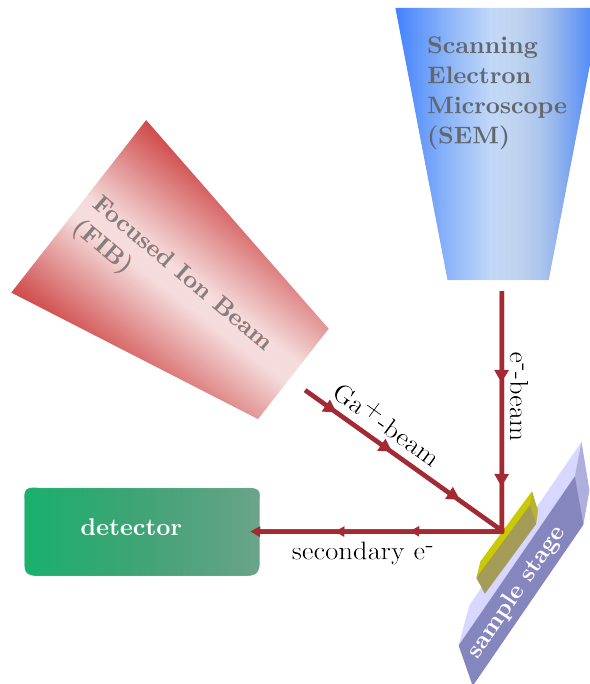 Scanning
Electron
Microscope
(SEM)
Focused Ion Beam
(FIB)
e⁻-beam
Ga⁺-beam
detector
secondary e⁻
sample stage